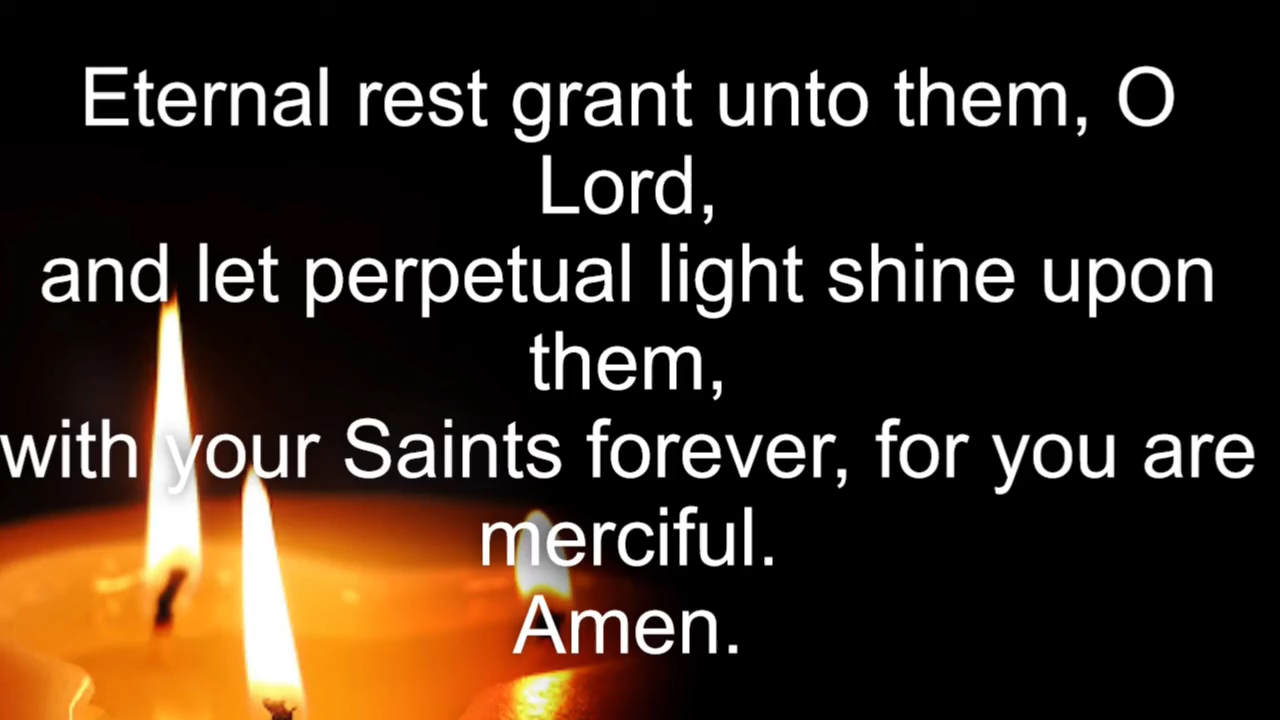 Eternal rest grant unto them, O
Lord,
and let perpetual light shine upon
them,
with your Saints forever, for you are
merciful.
Amen.